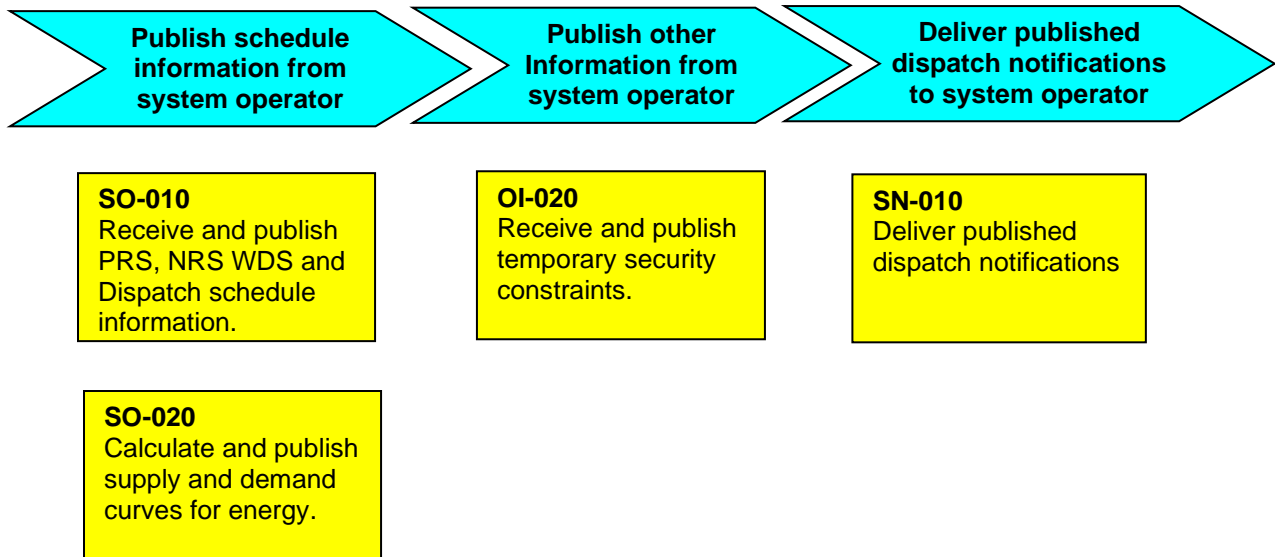 Publish schedule
information from
system operator
Publish other
Information from
system operator
Deliver published
dispatch notifications
to system operator
SO-010
Receive and publish
PRS, NRS WDS and
Dispatch schedule
information.
OI-020
Receive and publish
temporary security
constraints.
SN-010
Deliver published
dispatch notifications
SO-020
Calculate and publish
supply and demand
curves for energy.